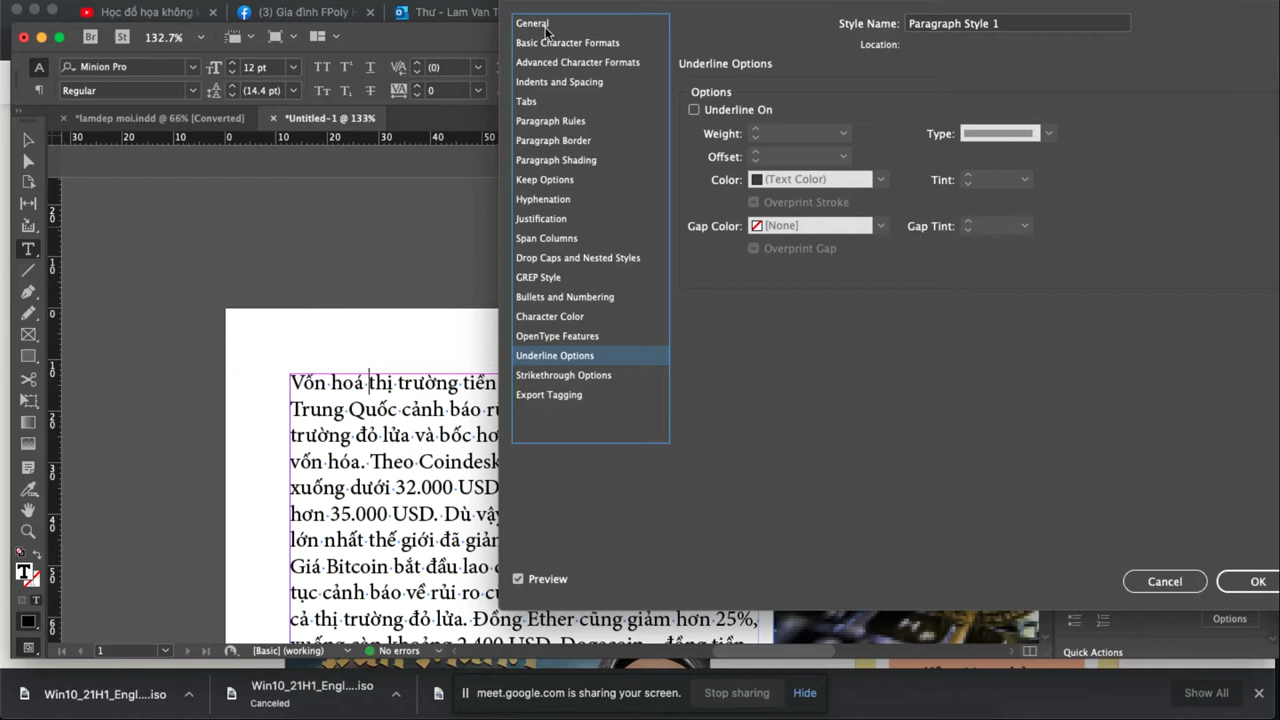 Học đồ họa không
(3) Gia đình FPoly H
Thư - Lam Van T
Br St 132.7%
Minion Pro 12 pt (0)
Regular (14.4 pt) 0
*lamdep moi.indd @ 66% [Converted]
*Untitled-1 @ 133%
30 20 10 0 10 20 30 40 50
General
Basic Character Formats
Advanced Character Formats
Indents and Spacing
Tabs
Paragraph Rules
Paragraph Border
Paragraph Shading
Keep Options
Hyphenation
Justification
Span Columns
Drop Caps and Nested Styles
GREP Style
Bullets and Numbering
Character Color
OpenType Features
Underline Options
Strikethrough Options
Export Tagging
Style Name: Paragraph Style 1
Location:
Underline Options
Options
Underline On
Weight: Type:
Offset:
Color: (Text Color) Tint:
Overprint Stroke
Gap Color: [None] Gap Tint:
Overprint Gap
Preview
Cancel OK
Vốn hoá thị trường tiền
Trung Quốc cảnh báo rủ
trường đỏ lửa và bốc hơ
vốn hóa. Theo Coindesk
xuống dưới 32.000 USD
hơn 35.000 USD. Dù vậy
lớn nhất thế giới đã giản
Giá Bitcoin bắt đầu lao d
tục cảnh báo về rủi ro cu
cả thị trường đỏ lửa. Đồng Ether cũng giảm hơn 25%,
1 [Basic] (working) No errors
Options
Quick Actions
Win10_21H1_Engl....iso
Win10_21H1_Engl....iso
Canceled
meet.google.com is sharing your screen.
Stop sharing
Hide
Show All